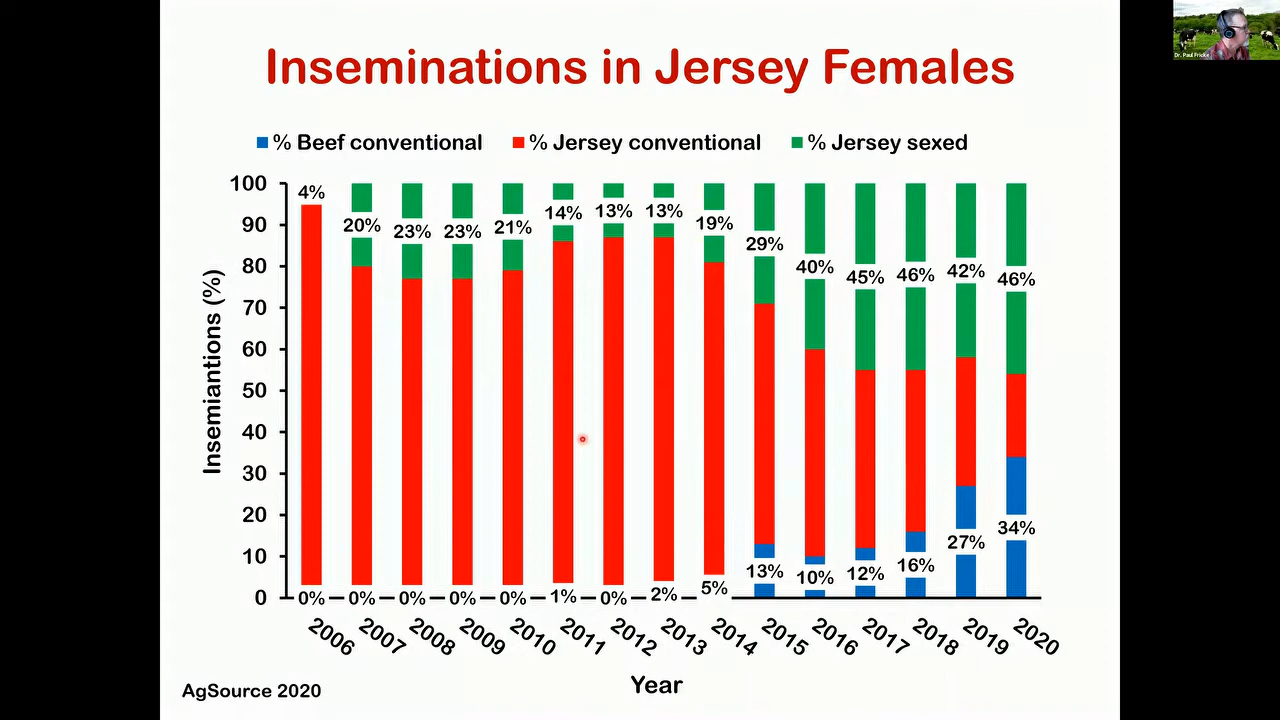 Inseminations in Jersey Females
% Beef conventional % Jersey conventional % Jersey sexed
100
90
80
70
60
50
40
30
20
10
0
Insemiantions (%)
4% 20% 23% 23% 21% 14% 13% 13% 19% 29% 40% 45% 46% 42% 46%
0% 0% 0% 0% 0% 1% 0% 2% 5% 13% 10% 12% 16% 27% 34%
2006 2007 2008 2009 2010 2011 2012 2013 2014 2015 2016 2017 2018 2019 2020
Year
AgSource 2020
Dr. Paul Fricke